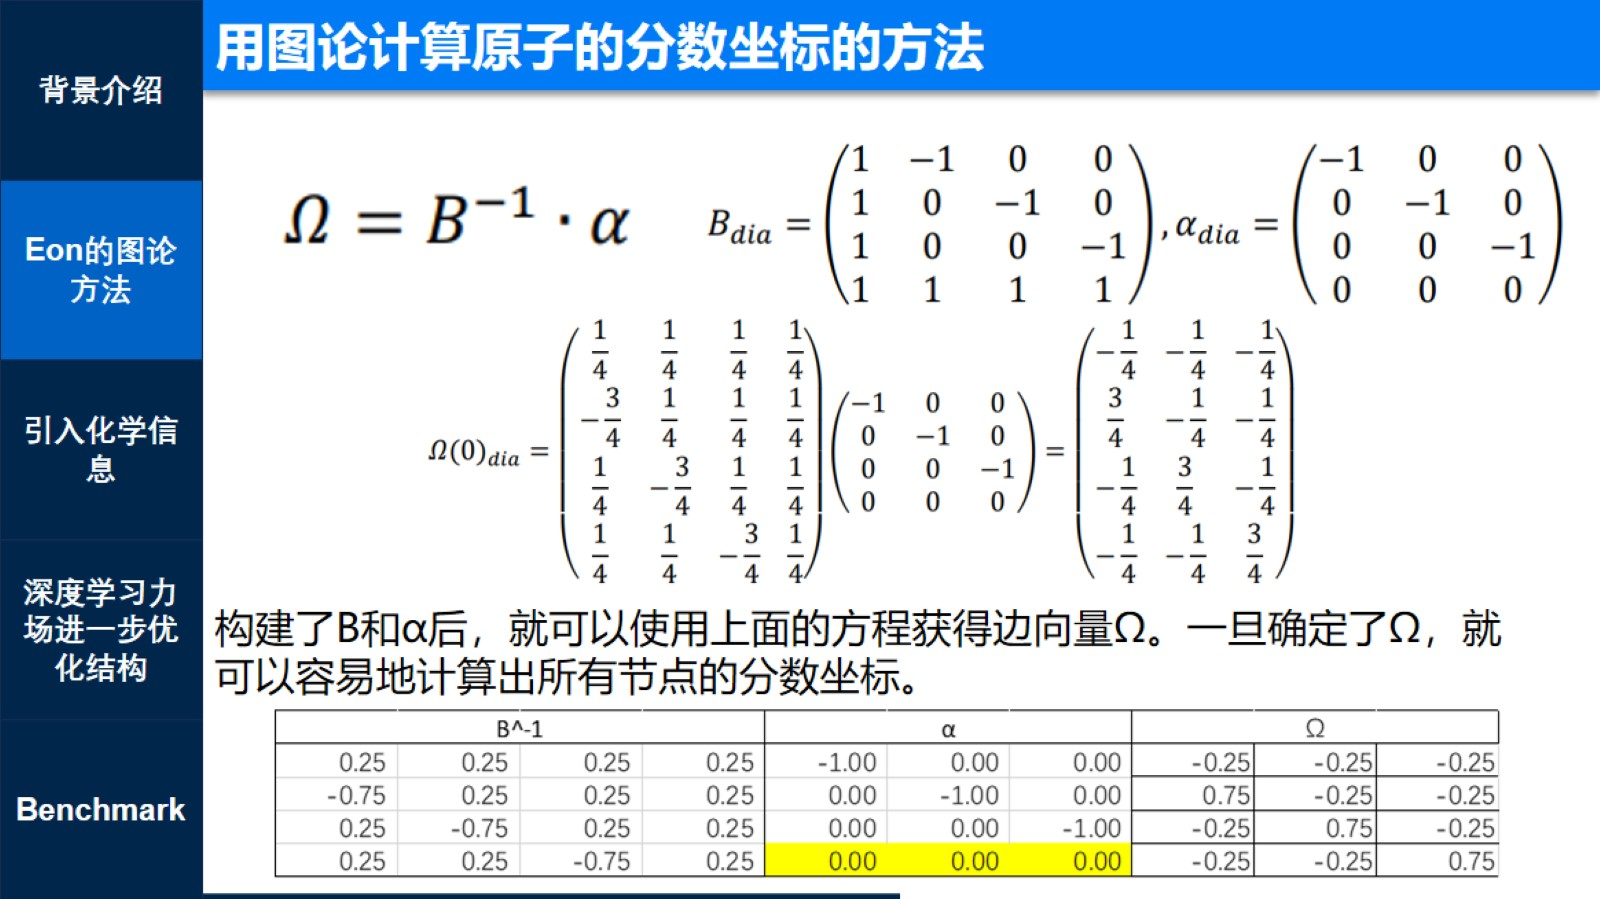 用图论计算原子的分数坐标的方法
背景介绍
Eon的图论
方法
引入化学信
息
深度学习力
场进一步优
化结构
Benchmark
Ω = B⁻¹ · α
B_dia = ( 1 −1 0 0
1 0 −1 0
1 0 0 −1
1 1 1 1 ) , α_dia = ( −1 0 0
0 −1 0
0 0 −1
0 0 0 )
Ω(0)_dia = ( 1/4 1/4 1/4 1/4
−3/4 1/4 1/4 1/4
1/4 −3/4 1/4 1/4
1/4 1/4 −3/4 1/4 )
( −1 0 0
0 −1 0
0 0 −1
0 0 0 ) =
( −1/4 −1/4 −1/4
3/4 −1/4 −1/4
−1/4 3/4 −1/4
−1/4 −1/4 3/4 )
构建了B和α后，就可以使用上面的方程获得边向量Ω。一旦确定了Ω，就
可以容易地计算出所有节点的分数坐标。
B^-1 α Ω
0.25 0.25 0.25 0.25 -1.00 0.00 0.00 -0.25 -0.25 -0.25
-0.75 0.25 0.25 0.25 0.00 -1.00 0.00 0.75 -0.25 -0.25
0.25 -0.75 0.25 0.25 0.00 0.00 -1.00 -0.25 0.75 -0.25
0.25 0.25 -0.75 0.25 0.00 0.00 0.00 -0.25 -0.25 0.75